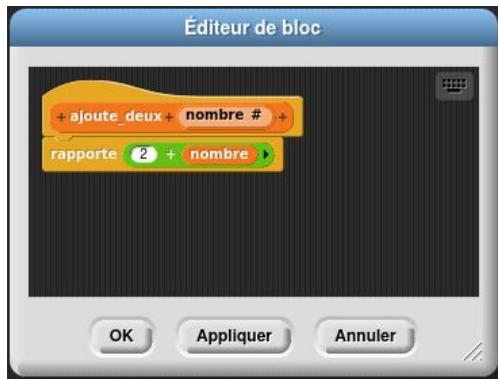 Éditeur de bloc
+ ajoute_deux + nombre # +
rapporte 2 + nombre
OK Appliquer Annuler